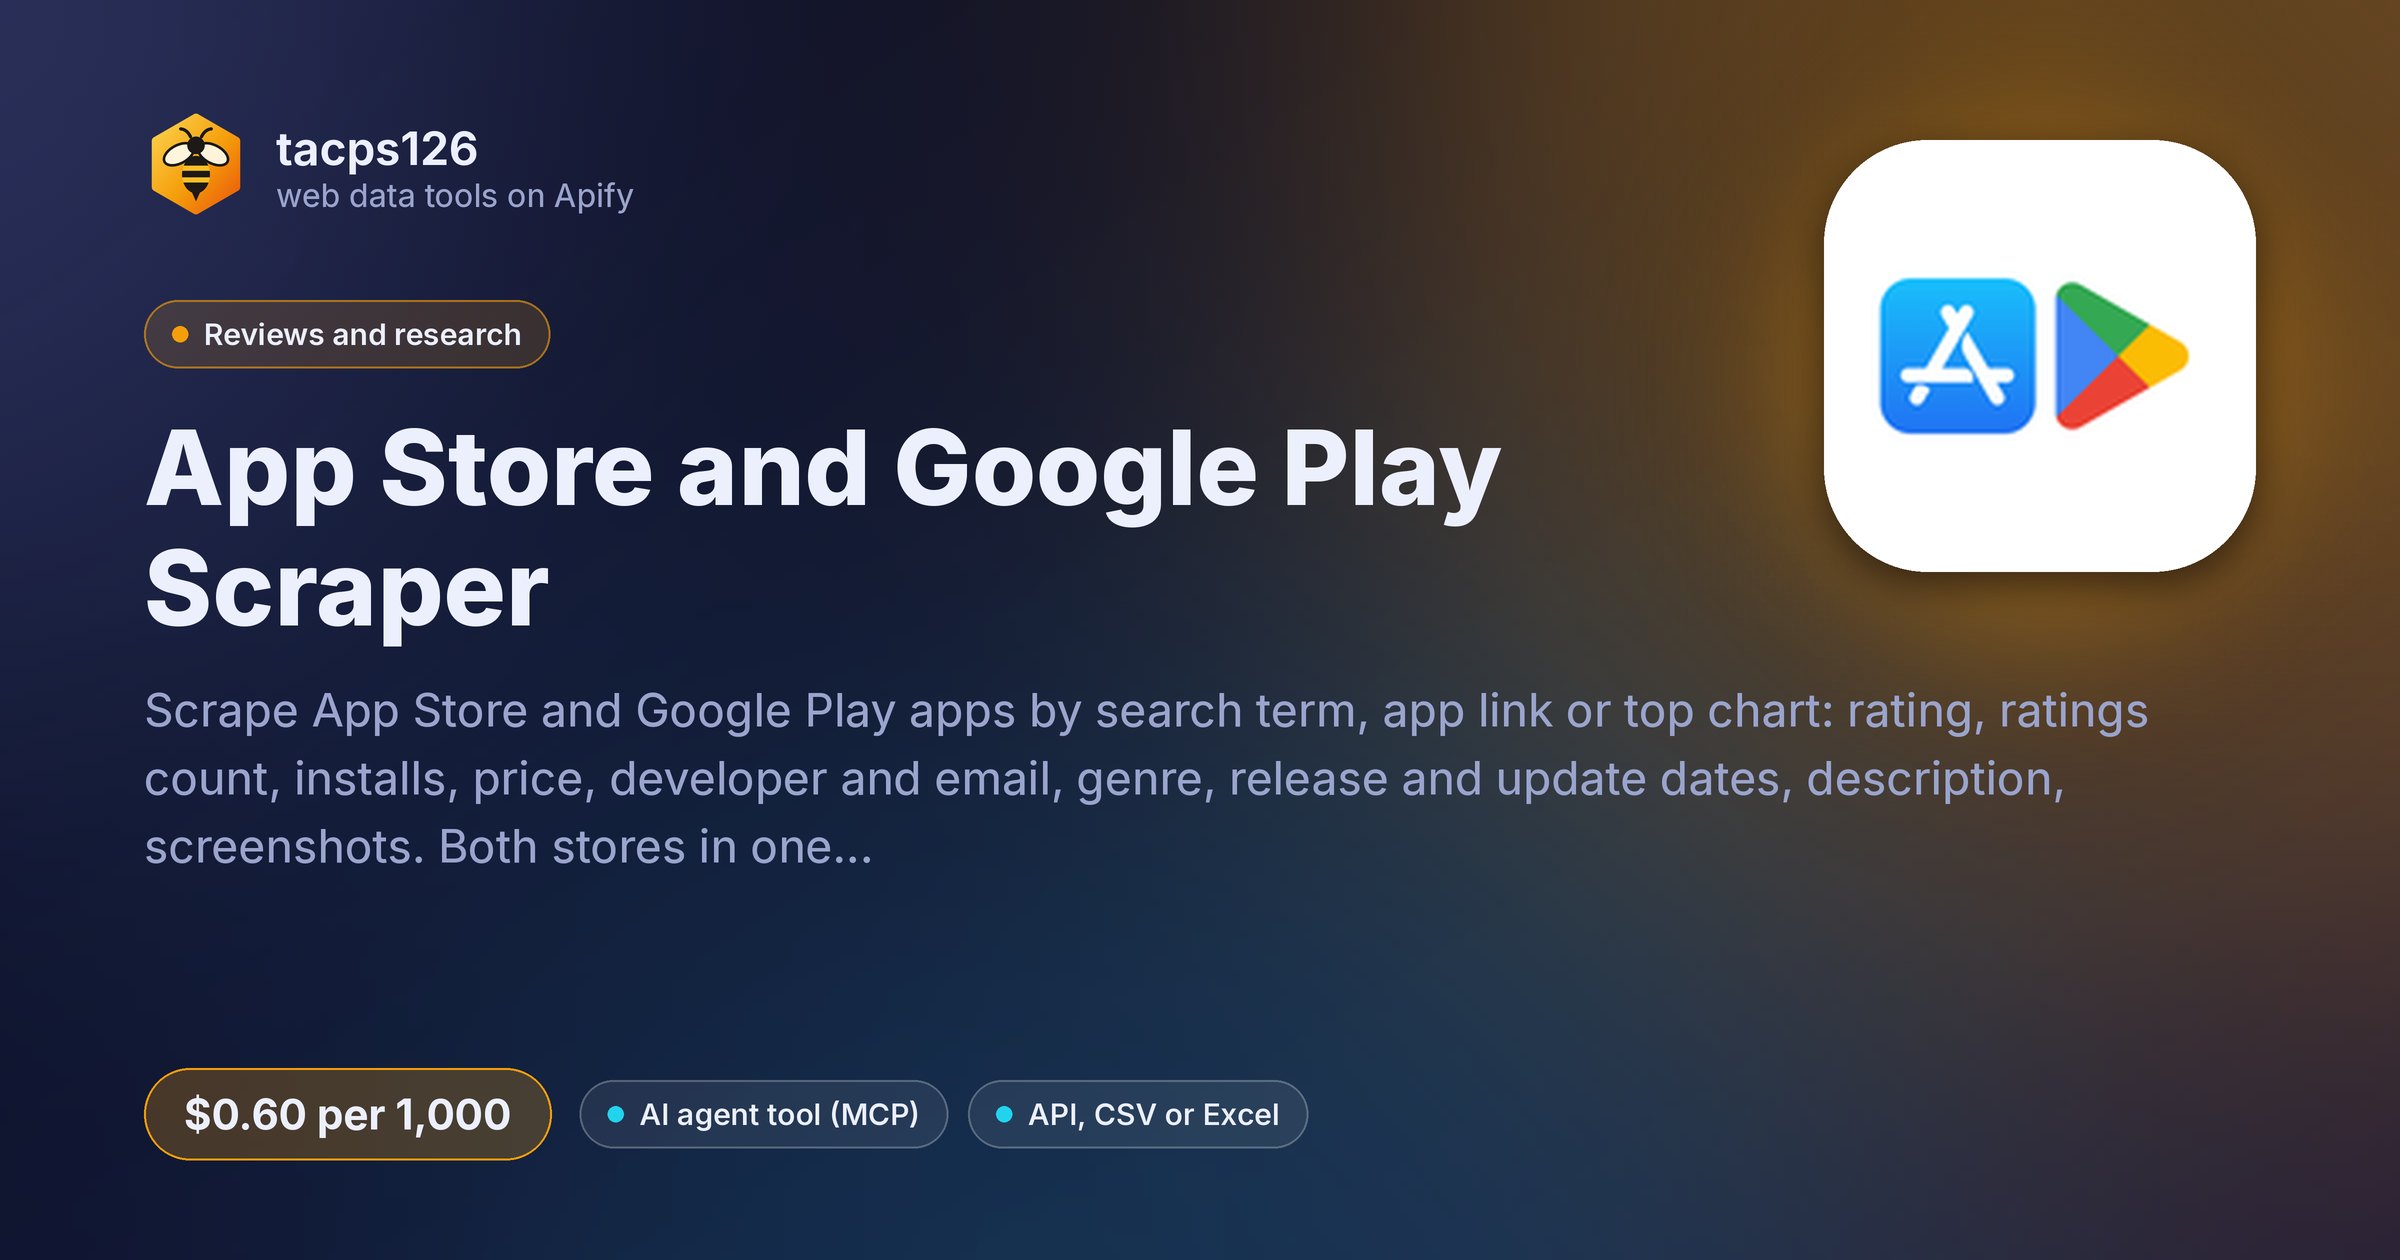 tacps126
web data tools on Apify
Reviews and research
App Store and Google Play
Scraper
Scrape App Store and Google Play apps by search term, app link or top chart: rating, ratings
count, installs, price, developer and email, genre, release and update dates, description,
screenshots. Both stores in one...
$0.60 per 1,000
AI agent tool (MCP)
API, CSV or Excel